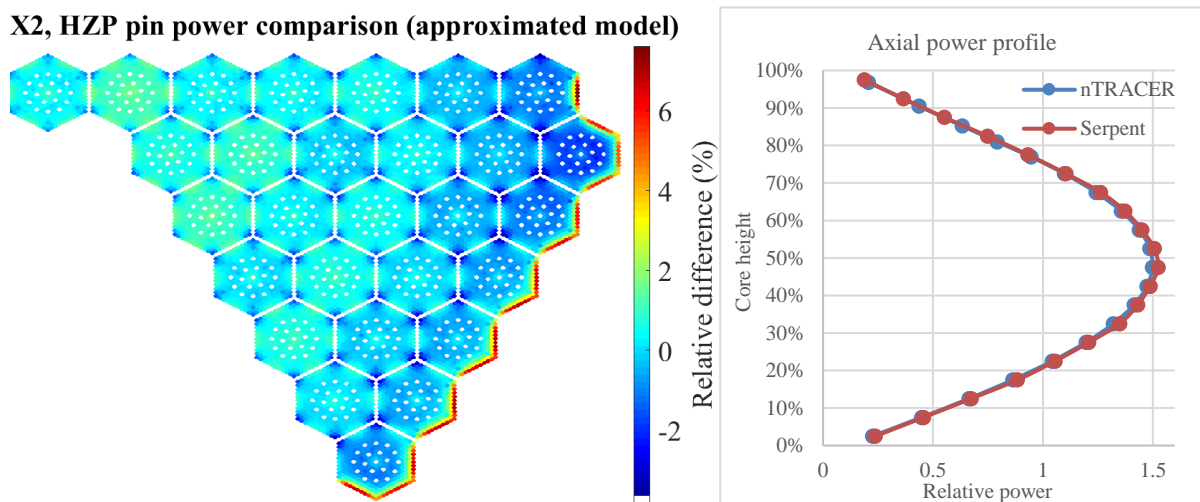 X2, HZP pin power comparison (approximated model)
6
4
2
0
-2
Relative difference (%)
Axial power profile
100%
90%
80%
70%
60%
50%
40%
30%
20%
10%
0%
Core height
nTRACER
Serpent
0
0.5
1
1.5
Relative power